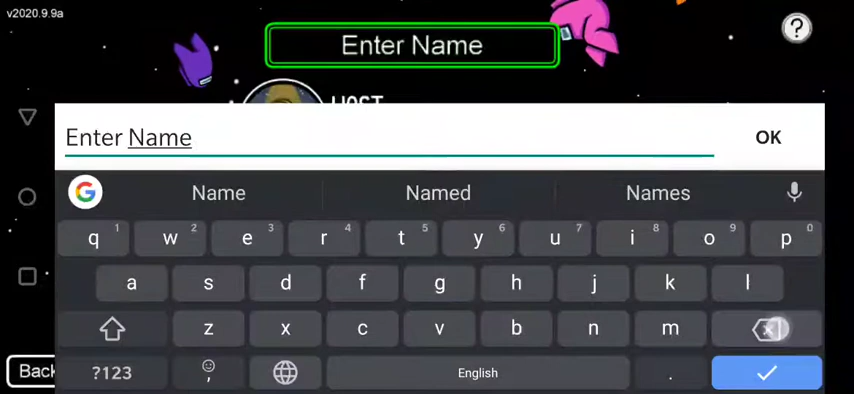 v2020.9.9a
Enter Name
?
HOST
Enter Name
OK
G
Name Named Names
q 1 w 2 e 3 r 4 t 5 y 6 u 7 i 8 o 9 p 0
a s d f g h j k l
z x c v b n m
Back
?123 , English .